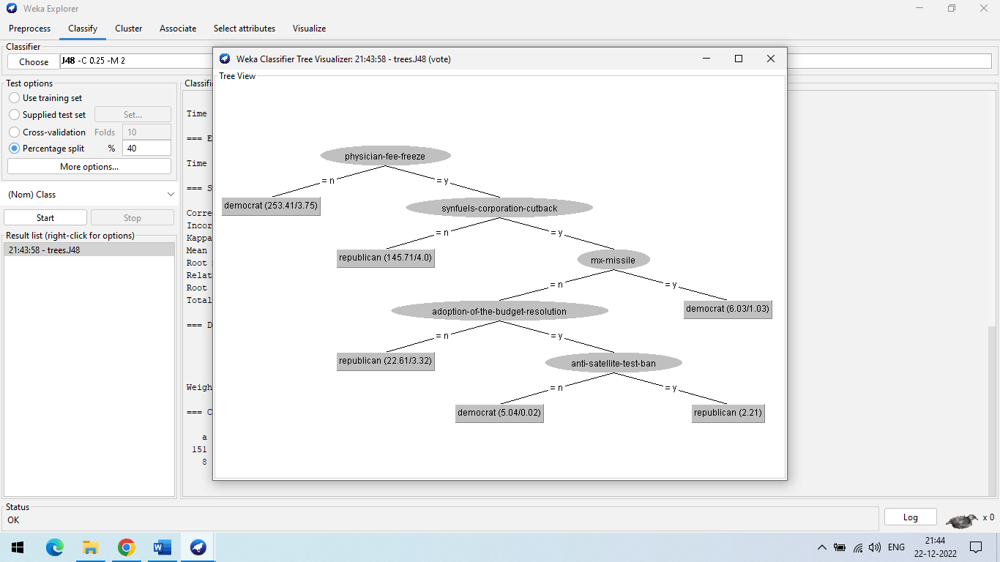 Weka Explorer
Preprocess Classify Cluster Associate Select attributes Visualize
Classifier
Choose J48 -C 0.25 -M 2
Test options
Use training set
Supplied test set Set...
Cross-validation Folds 10
Percentage split % 40
More options...
(Nom) Class
Start Stop
Result list (right-click for options)
21:43:58 - trees.J48
Time
Time
Mean
Root
Root
Total
a
151
8
Weka Classifier Tree Visualizer: 21:43:58 - trees.J48 (vote)
Tree View
physician-fee-freeze
= n = y
democrat (253.41/3.75) synfuels-corporation-cutback
= n = y
republican (145.71/4.0) mx-missile
= n = y
adoption-of-the-budget-resolution democrat (6.03/1.03)
= n = y
republican (22.61/3.32) anti-satellite-test-ban
= n = y
democrat (5.04/0.02) republican (2.21)
Status
OK
Log x 0
ENG 21:44
22-12-2022